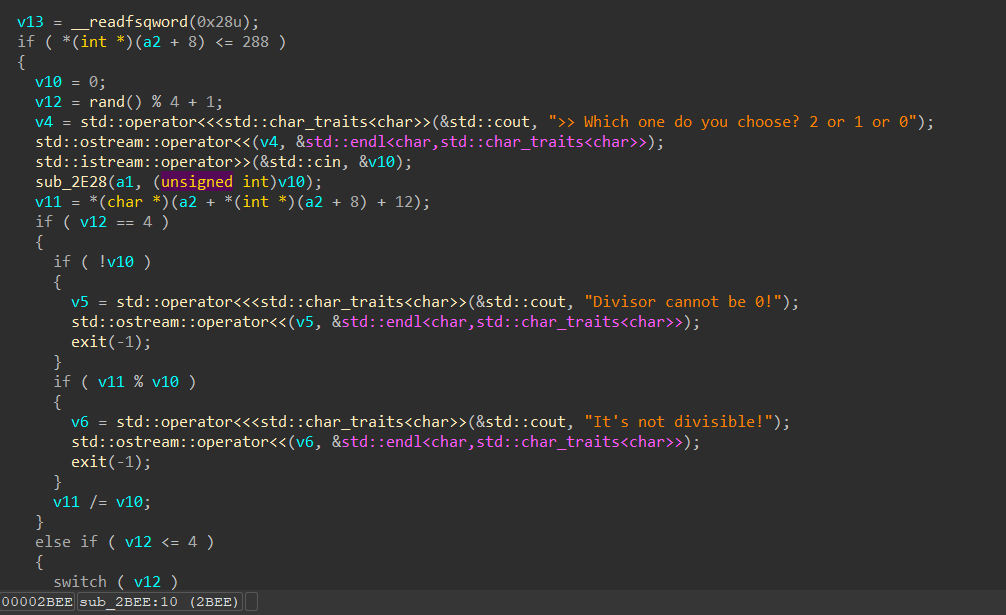 v13 = __readfsqword(0x28u);
if ( *(int *)(a2 + 8) <= 288 )
{
v10 = 0;
v12 = rand() % 4 + 1;
v4 = std::operator<<<std::char_traits<char>>(&std::cout, ">> Which one do you choose? 2 or 1 or 0");
std::ostream::operator<<(v4, &std::endl<char,std::char_traits<char>>);
std::istream::operator>>(&std::cin, &v10);
sub_2E28(a1, (unsigned int)v10);
v11 = *(char *)(a2 + *(int *)(a2 + 8) + 12);
if ( v12 == 4 )
{
if ( !v10 )
{
v5 = std::operator<<<std::char_traits<char>>(&std::cout, "Divisor cannot be 0!");
std::ostream::operator<<(v5, &std::endl<char,std::char_traits<char>>);
exit(-1);
}
if ( v11 % v10 )
{
v6 = std::operator<<<std::char_traits<char>>(&std::cout, "It's not divisible!");
std::ostream::operator<<(v6, &std::endl<char,std::char_traits<char>>);
exit(-1);
}
v11 /= v10;
}
else if ( v12 <= 4 )
{
switch ( v12 )
00002BEE sub_2BEE:10 (2BEE)